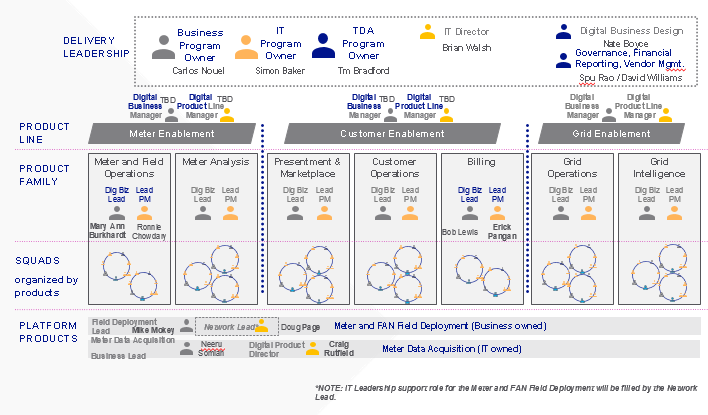 DELIVERY
LEADERSHIP
Business
Program
Owner
Carlos Nouel
IT
Program
Owner
Simon Baker
TDA
Program
Owner
Tim Bradford
IT Director
Brian Walsh
Digital Business Design
Nate Boyce
Governance, Financial
Reporting, Vendor Mgmt.
Spu Rao / David Williams
Digital
Business
Manager
TBD
Digital
Product Line
Manager
TBD
Digital
Business
Manager
TBD
Digital
Product Line
Manager
TBD
Digital
Business
Manager
Digital
Product Line
Manager
PRODUCT
LINE
Meter Enablement
Customer Enablement
Grid Enablement
PRODUCT
FAMILY
Meter and Field
Operations
Dig Biz
Lead
Lead
PM
Mary Ann
Burkhardt
Ronnie
Chowday
Meter Analysis
Dig Biz
Lead
Lead
PM
Presentment &
Marketplace
Dig Biz
Lead
Lead
PM
Customer
Operations
Dig Biz
Lead
Lead
PM
Billing
Dig Biz
Lead
Lead
PM
Bob Lewis
Erick
Pangan
Grid
Operations
Dig Biz
Lead
Lead
PM
Grid
Intelligence
Dig Biz
Lead
Lead
PM
SQUADS
organized by
products
PLATFORM
PRODUCTS
Field Deployment
Lead
Mike Mokey
Nework Lead*
Doug Page
Meter and FAN Field Deployment (Business owned)
Meter Data Acquisition
Business Lead
Neeru
Digital Product
Director
Craig
Rutfield
Meter Data Acquisition (IT owned)
*NOTE: IT Leadership support role for the Meter and FAN Field Deployment will be filled by the Network
Lead.